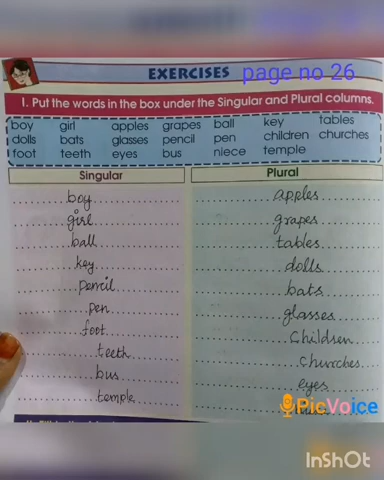 EXERCISES page no 26
I. Put the words in the box under the Singular and Plural columns.
boy girl apples grapes ball key tables
dolls bats glasses pencil pen children churches
foot teeth eyes bus niece temple
Singular Plural
boy apples
girl grapes
ball tables
key dolls
pencil bats
pen glasses
foot children
teeth churches
bus eyes
temple
PicVoice
InShOt